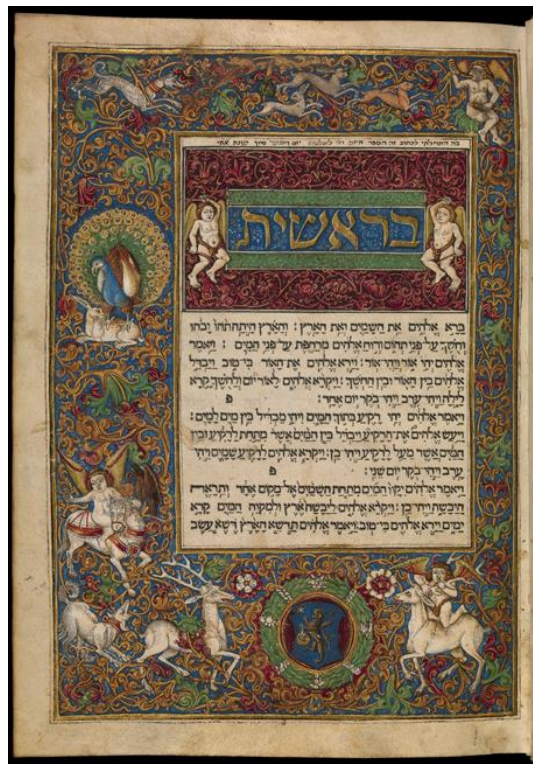 לכתוב זה הספר היום
בראשית
ברא אלהים את השמים ואת הארץ: והארץ היתה תהו ובהו
וחשך על פני תהום ורוח אלהים מרחפת על פני המים: ויאמר
אלהים יהי אור ויהי אור: וירא אלהים את האור כי טוב ויבדל
אלהים בין האור ובין החשך: ויקרא אלהים לאור יום ולחשך קרא
לילה ויהי ערב ויהי בקר יום אחד: פ
ויאמר אלהים יהי רקיע בתוך המים ויהי מבדיל בין מים למים:
ויעש אלהים את הרקיע ויבדל בין המים אשר מתחת לרקיע ובין
המים אשר מעל לרקיע ויהי כן: ויקרא אלהים לרקיע שמים ויהי
ערב ויהי בקר יום שני: פ
ויאמר אלהים יקוו המים מתחת השמים אל מקום אחד ותראה
היבשה ויהי כן: ויקרא אלהים ליבשה ארץ ולמקוה המים קרא
ימים וירא אלהים כי טוב: ויאמר אלהים תדשא הארץ דשא עשב